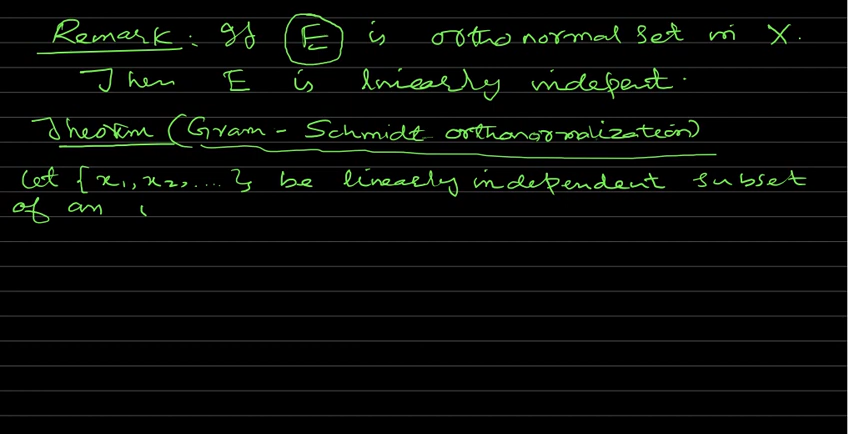 Remark: If E is orthonormal set in X.
Then E is linearly indepent.
Theorem (Gram-Schmidt orthonormalization)
Let {x₁, x₂, ....} be linearly independent subset
of an